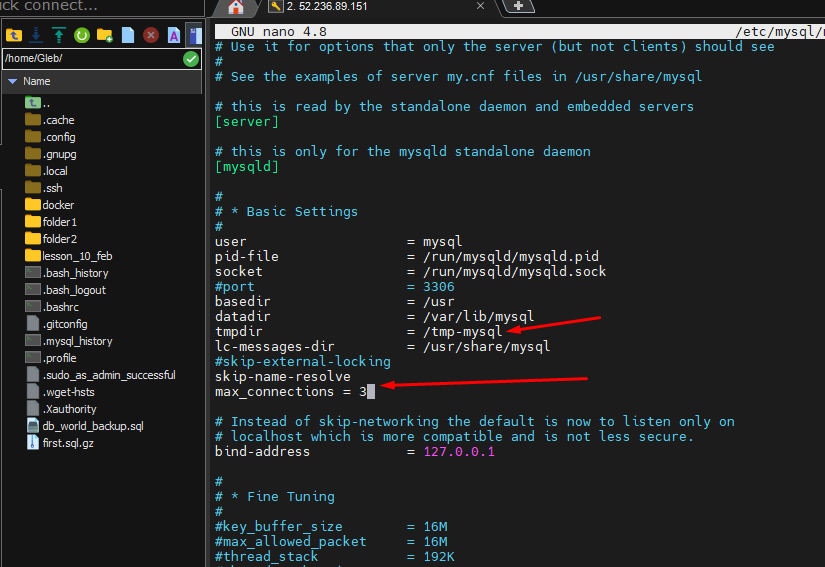 ick connect...
2. 52.236.89.151
/home/Gleb/
Name
..
.cache
.config
.gnupg
.local
.ssh
docker
folder1
folder2
lesson_10_feb
.bash_history
.bash_logout
.bashrc
.gitconfig
.mysql_history
.profile
.sudo_as_admin_successful
.wget-hsts
.Xauthority
db_world_backup.sql
first.sql.gz
GNU nano 4.8 /etc/mysql/
# Use it for options that only the server (but not clients) should see
#
# See the examples of server my.cnf files in /usr/share/mysql
# this is read by the standalone daemon and embedded servers
[server]
# this is only for the mysqld standalone daemon
[mysqld]
#
# * Basic Settings
#
user = mysql
pid-file = /run/mysqld/mysqld.pid
socket = /run/mysqld/mysqld.sock
#port = 3306
basedir = /usr
datadir = /var/lib/mysql
tmpdir = /tmp-mysql
lc-messages-dir = /usr/share/mysql
#skip-external-locking
skip-name-resolve
max_connections = 3
# Instead of skip-networking the default is now to listen only on
# localhost which is more compatible and is not less secure.
bind-address = 127.0.0.1
#
# * Fine Tuning
#
#key_buffer_size = 16M
#max_allowed_packet = 16M
#thread_stack = 192K